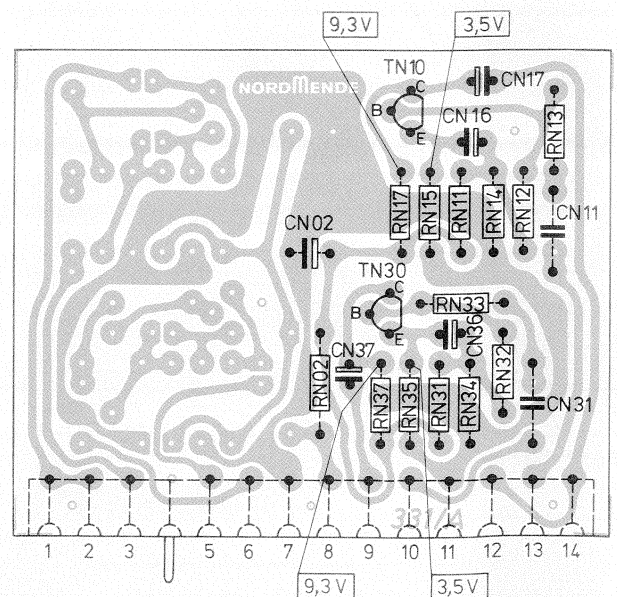 9,3V 3,5V
TN10 C CN17
NORDMENDE
B
CN16
E
RN13
RN17 RN15 RN11 RN14 RN12
CN11
CN02
TN30 C
RN33
B
E
CN36
CN37
RN02
RN32
RN37 RN35 RN31 RN34
CN31
331/A
1 2 3 5 6 7 8 9 10 11 12 13 14
9,3V 3,5V